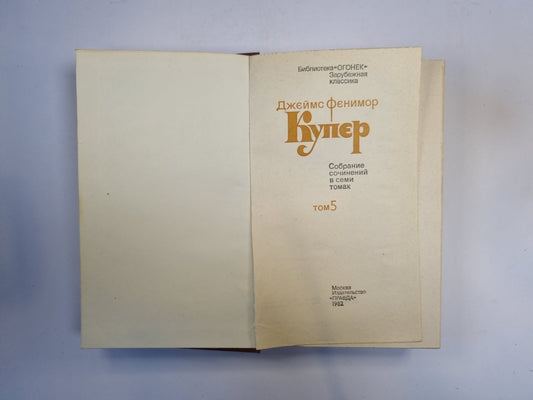 Библиотека «ОГОНЕК»
Зарубежная
классика
Джеймс Фенимор
Купер
Собрание
сочинений
в семи
томах
том 5
Москва
Издательство
«ПРАВДА»
1982